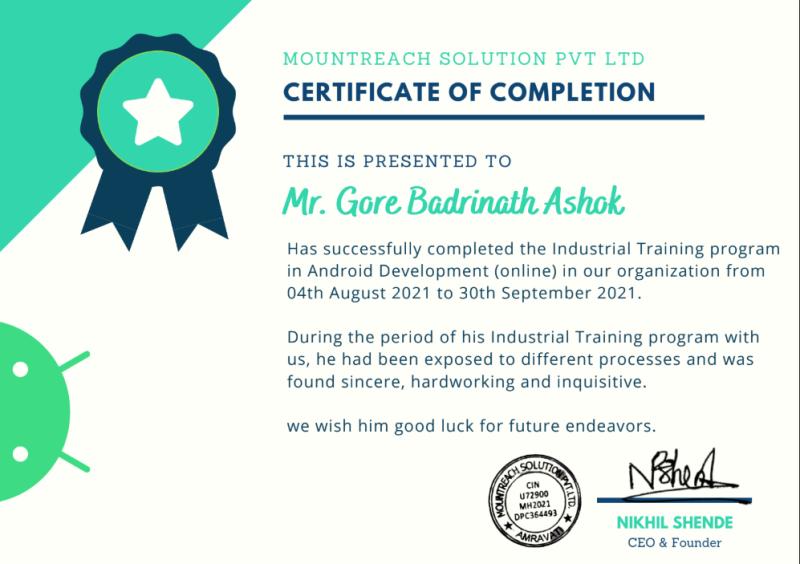 MOUNTREACH SOLUTION PVT LTD
CERTIFICATE OF COMPLETION
THIS IS PRESENTED TO
Mr. Gore Badrinath Ashok
Has successfully completed the Industrial Training program
in Android Development (online) in our organization from
04th August 2021 to 30th September 2021.
During the period of his Industrial Training program with
us, he had been exposed to different processes and was
found sincere, hardworking and inquisitive.
we wish him good luck for future endeavors.
MOUNTREACH SOLUTION PVT. LTD.
CIN
U72900
MH2021
DPC364493
AMRAVATI
NIKHIL SHENDE
CEO & Founder